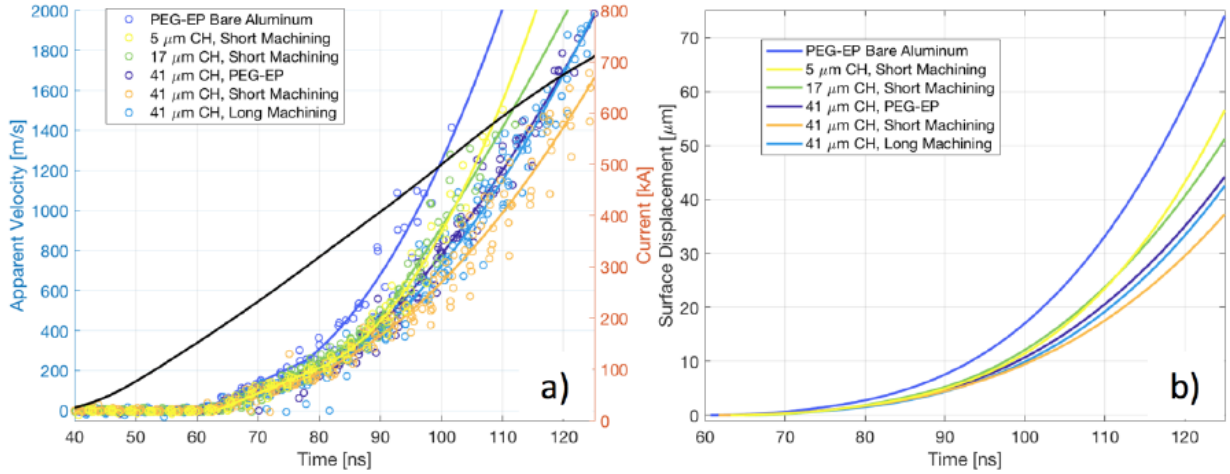 2000
1800
1600
1400
1200
1000
800
600
400
200
0
Apparent Velocity [m/s]
PEG-EP Bare Aluminum
5 μm CH, Short Machining
17 μm CH, Short Machining
41 μm CH, PEG-EP
41 μm CH, Short Machining
41 μm CH, Long Machining
a)
800
700
600
500
400
300
200
100
0
Current [kA]
40 50 60 70 80 90 100 110 120
Time [ns]
70
60
50
40
30
20
10
0
Surface Displacement [μm]
PEG-EP Bare Aluminum
5 μm CH, Short Machining
17 μm CH, Short Machining
41 μm CH, PEG-EP
41 μm CH, Short Machining
41 μm CH, Long Machining
b)
60 70 80 90 100 110 120
Time [ns]